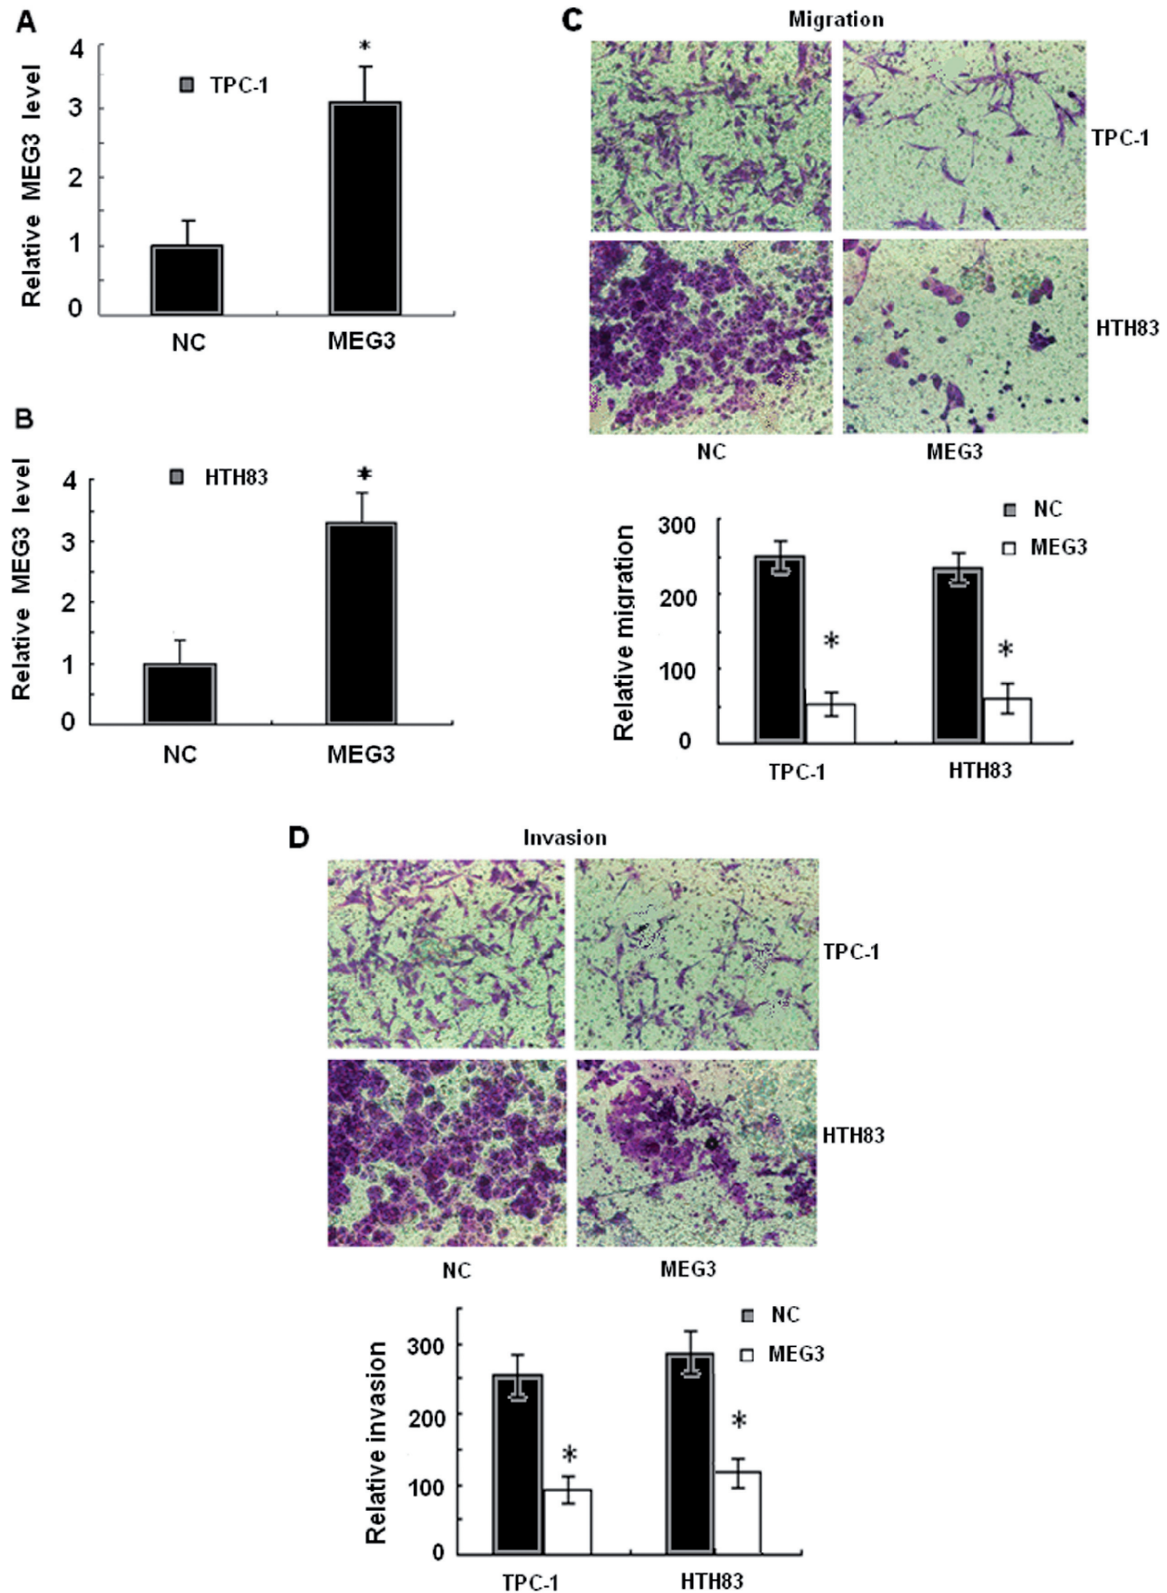 A
Relative MEG3 level
4
3
2
1
0
TPC-1
*
NC
MEG3
B
Relative MEG3 level
4
3
2
1
0
HTH83
*
NC
MEG3
C
Migration
TPC-1
HTH83
NC
MEG3
Relative migration
300
200
100
0
NC
MEG3
*
*
TPC-1
HTH83
D
Invasion
TPC-1
HTH83
NC
MEG3
Relative invasion
300
200
100
0
NC
MEG3
*
*
TPC-1
HTH83